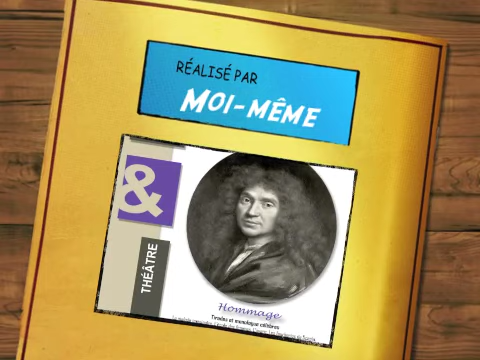 RÉALISÉ PAR
MOI-MÊME
&
THÉÂTRE
Hommage
Tirades et monologue célèbres